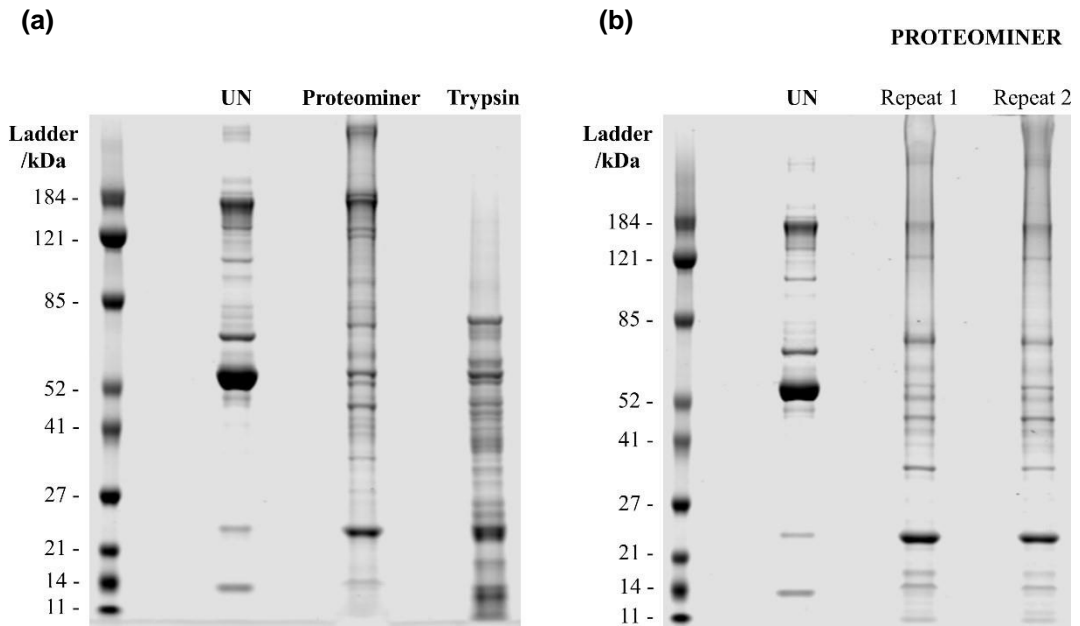 (a)
UN Proteominer Trypsin
Ladder
/kDa
184 -
121 -
85 -
52 -
41 -
27 -
21 -
14 -
11 -
(b)
PROTEOMINER
UN Repeat 1 Repeat 2
Ladder
/kDa
184 -
121 -
85 -
52 -
41 -
27 -
21 -
14 -
11 -